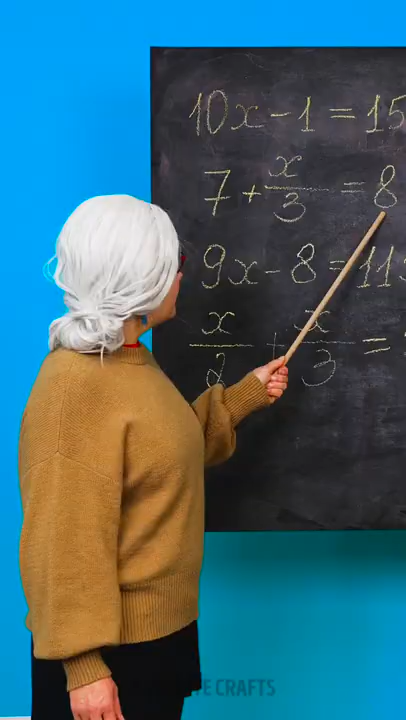 10x - 1 = 15
7 + x/3 = 8
9x - 8 = 11
x/2 + x/3 =
CRAFTS